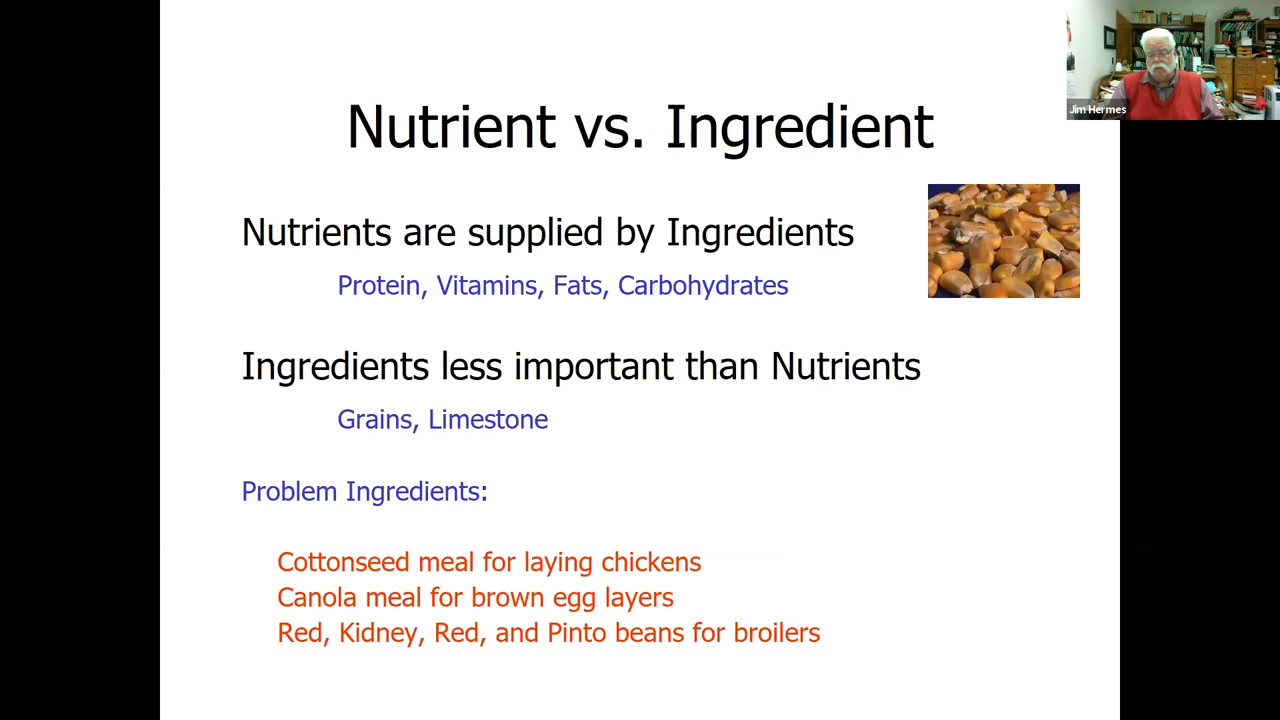 Jim Hermes
Nutrient vs. Ingredient
Nutrients are supplied by Ingredients
Protein, Vitamins, Fats, Carbohydrates
Ingredients less important than Nutrients
Grains, Limestone
Problem Ingredients:
Cottonseed meal for laying chickens
Canola meal for brown egg layers
Red, Kidney, Red, and Pinto beans for broilers